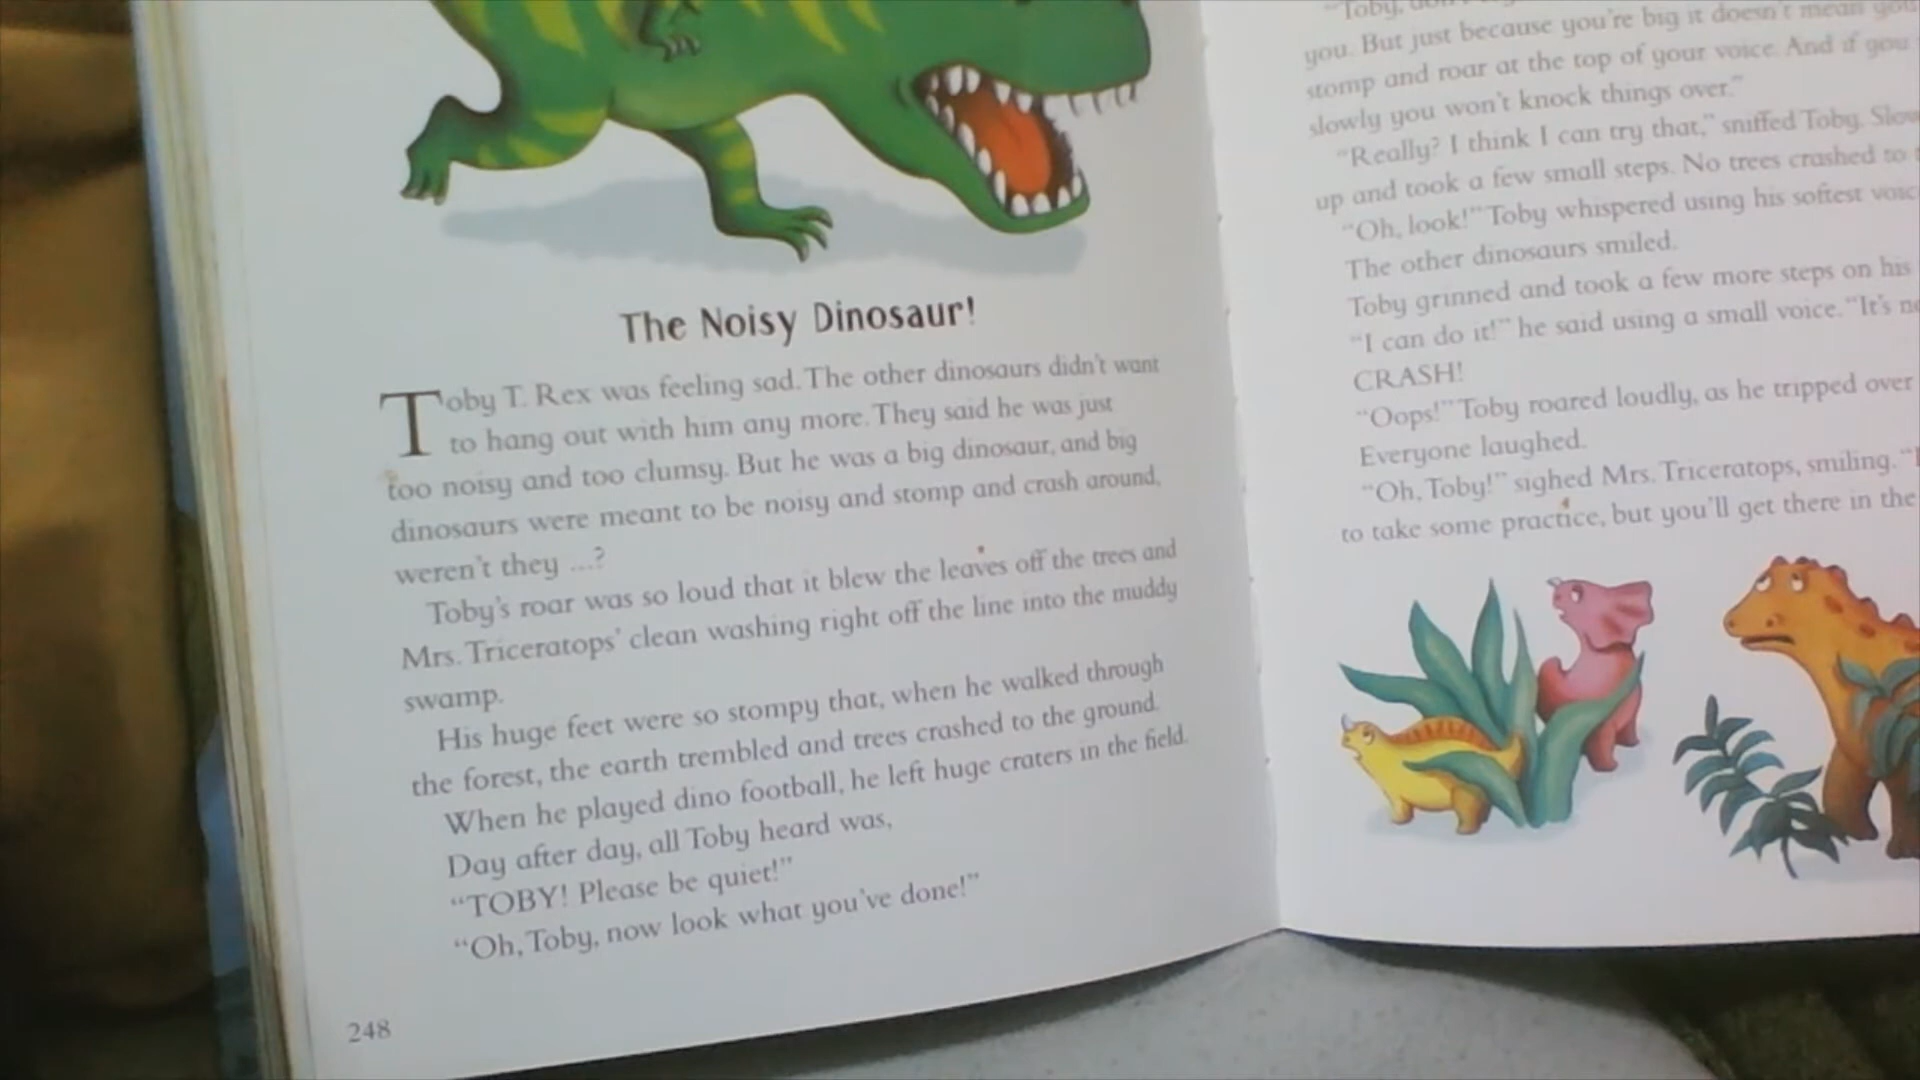 The Noisy Dinosaur!
Toby T. Rex was feeling sad. The other dinosaurs didn't want
to hang out with him any more. They said he was just
too noisy and too clumsy. But he was a big dinosaur, and big
dinosaurs were meant to be noisy and stomp and crash around,
weren't they ...?
Toby's roar was so loud that it blew the leaves off the trees and
Mrs. Triceratops' clean washing right off the line into the muddy
swamp.
His huge feet were so stompy that, when he walked through
the forest, the earth trembled and trees crashed to the ground.
When he played dino football, he left huge craters in the field.
Day after day, all Toby heard was,
"TOBY! Please be quiet!"
"Oh, Toby, now look what you've done!"
248
"Toby,
you. But just because you're big it doesn't mean you
stomp and roar at the top of your voice. And if you
slowly you won't knock things over."
"Really? I think I can try that," sniffed Toby.
up and took a few small steps. No trees crashed to
"Oh, look!" Toby whispered using his softest
The other dinosaurs smiled.
Toby grinned and took a few more steps on his
"I can do it!" he said using a small voice. "It's
CRASH!
"Oops!" Toby roared loudly, as he tripped over
Everyone laughed.
"Oh, Toby!" sighed Mrs. Triceratops, smiling.
to take some practice, but you'll get there in the